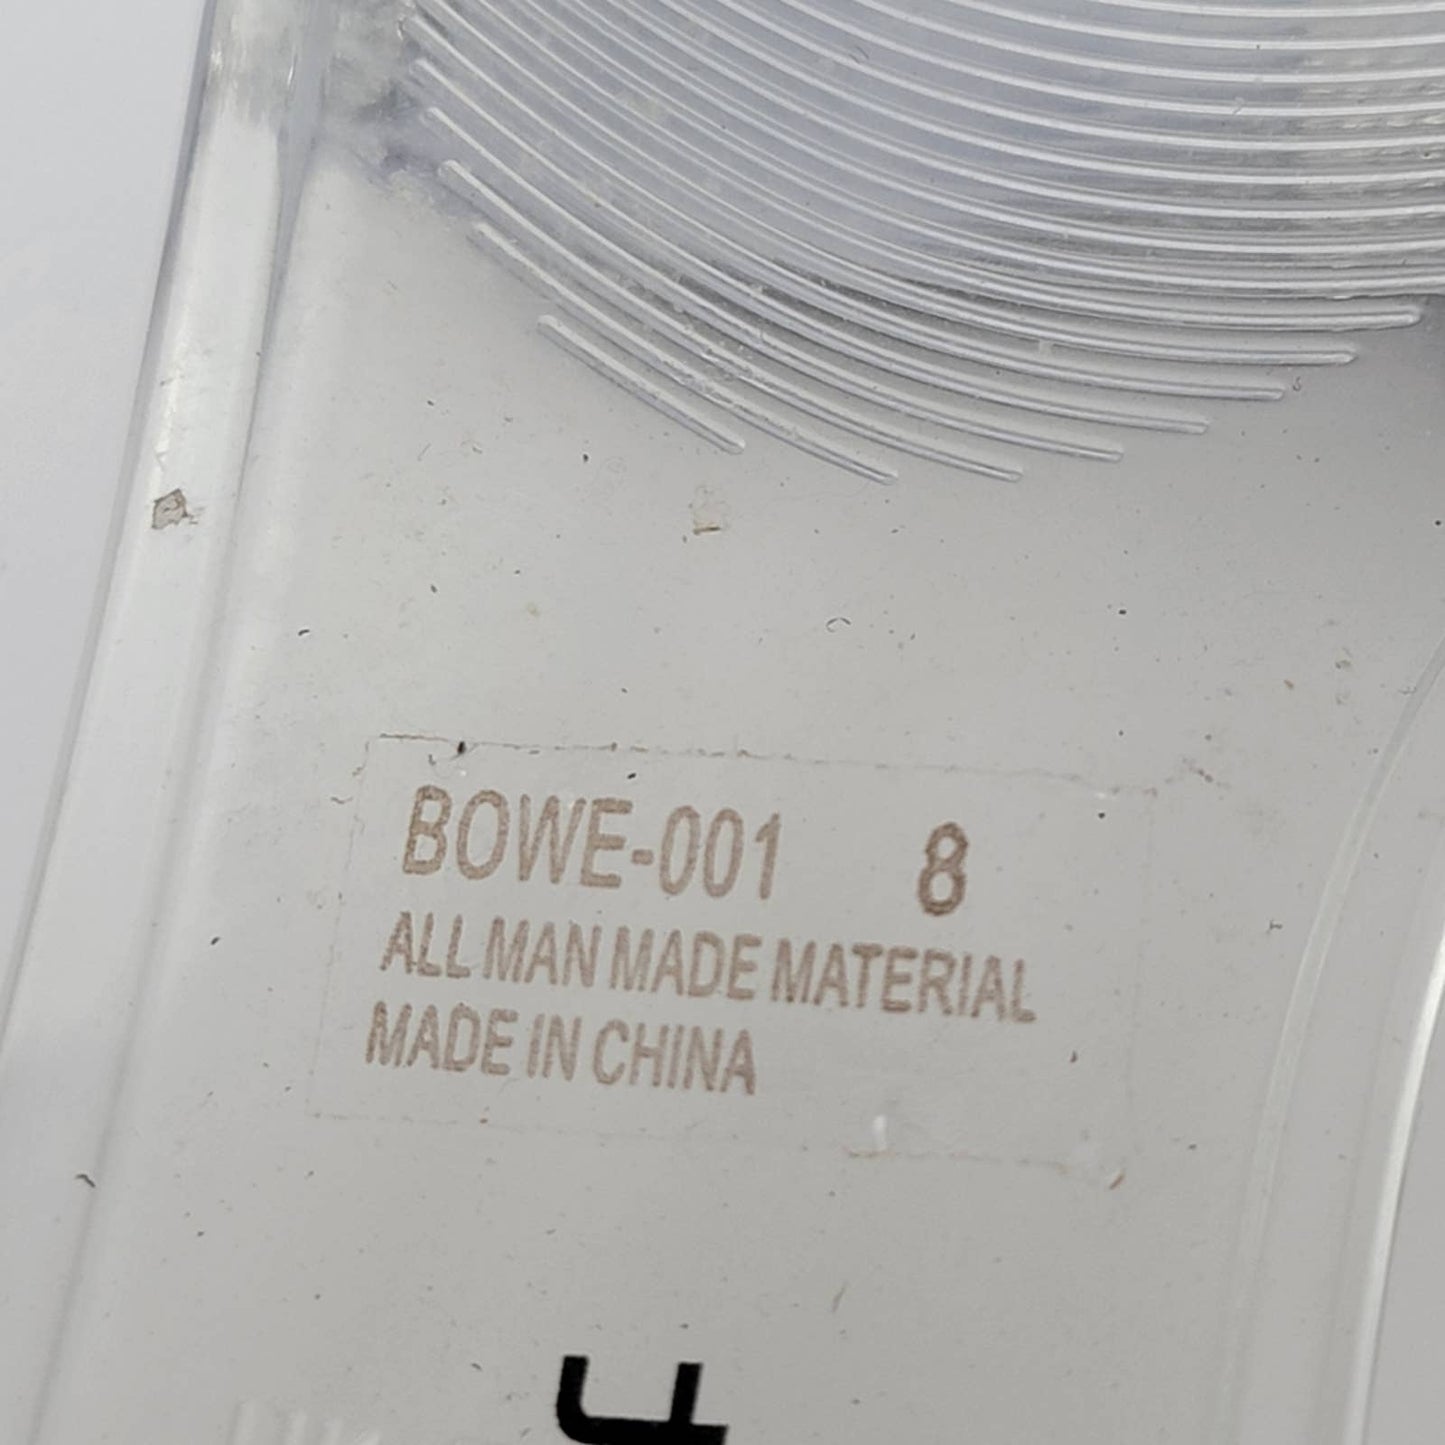 BOWE-001 8
ALL MAN MADE MATERIAL
MADE IN CHINA